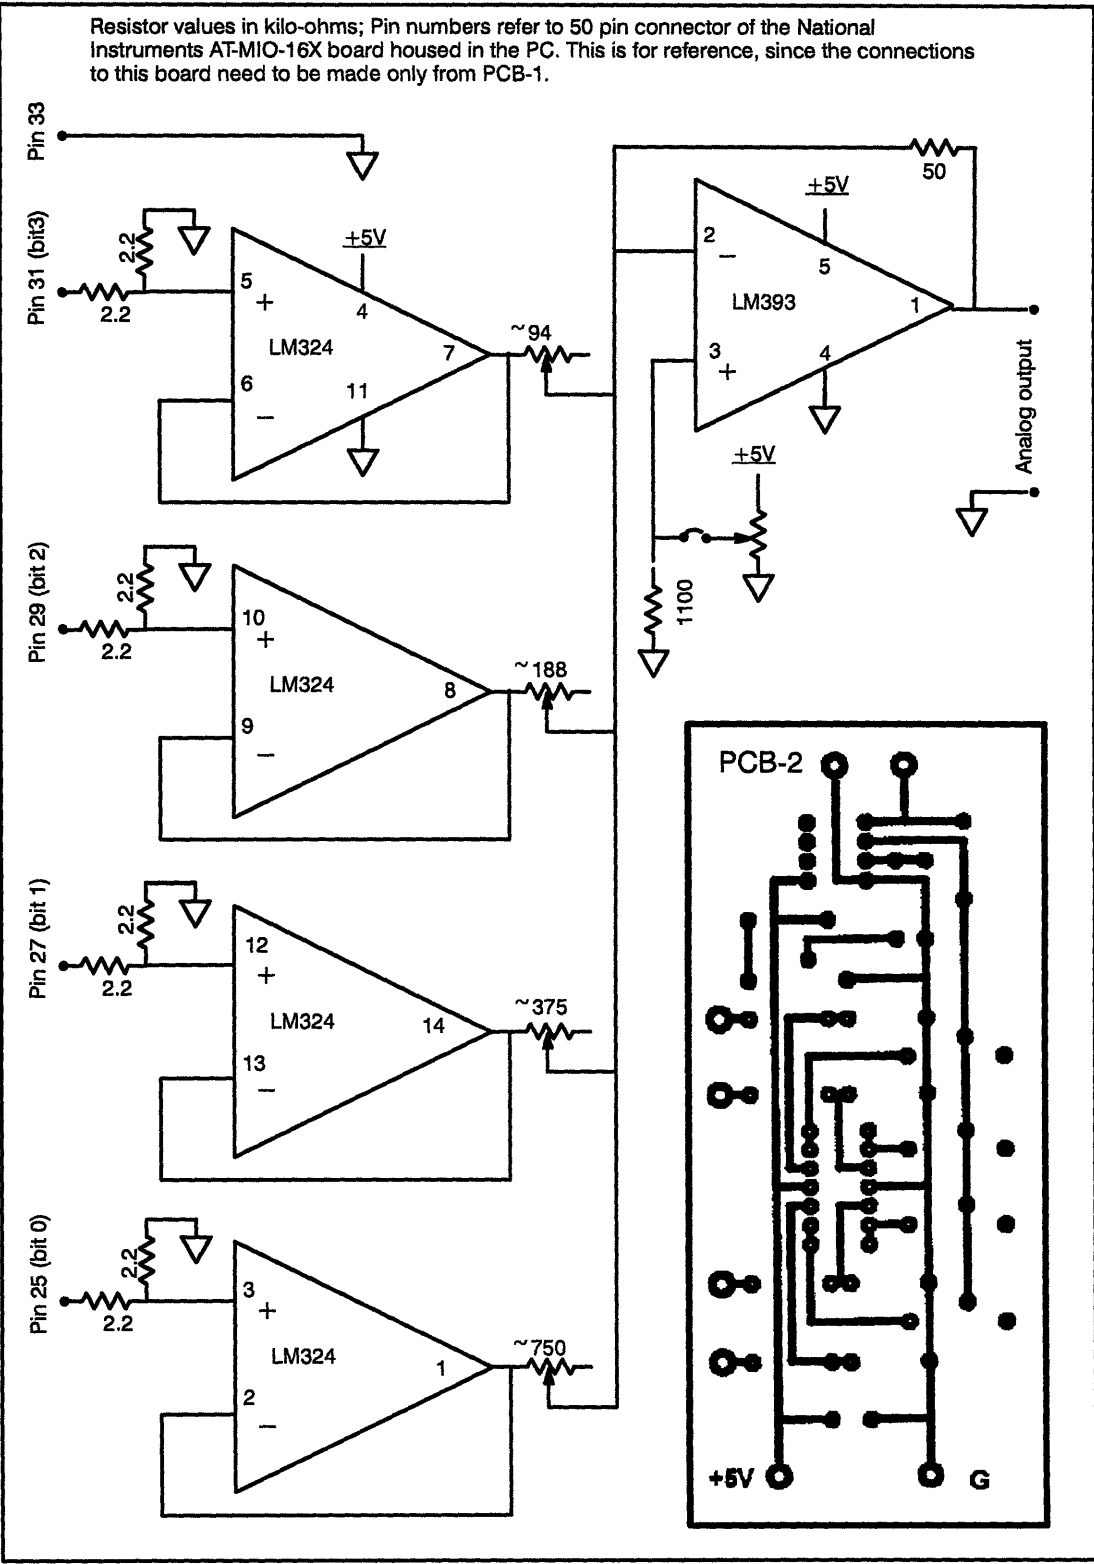 Resistor values in kilo-ohms; Pin numbers refer to 50 pin connector of the National
Instruments AT-MIO-16X board housed in the PC. This is for reference, since the connections
to this board need to be made only from PCB-1.
Pin 33
Pin 31 (bit3)
2.2
2.2
5
+
LM324
6
–
+5V
4
11
7
~94
50
+5V
2
–
5
LM393
1
3
+
4
+5V
1100
Analog output
Pin 29 (bit 2)
2.2
2.2
10
+
LM324
9
–
8
~188
Pin 27 (bit 1)
2.2
2.2
12
+
LM324
13
–
14
~375
Pin 25 (bit 0)
2.2
2.2
3
+
LM324
2
–
1
~750
PCB-2
+5V
G